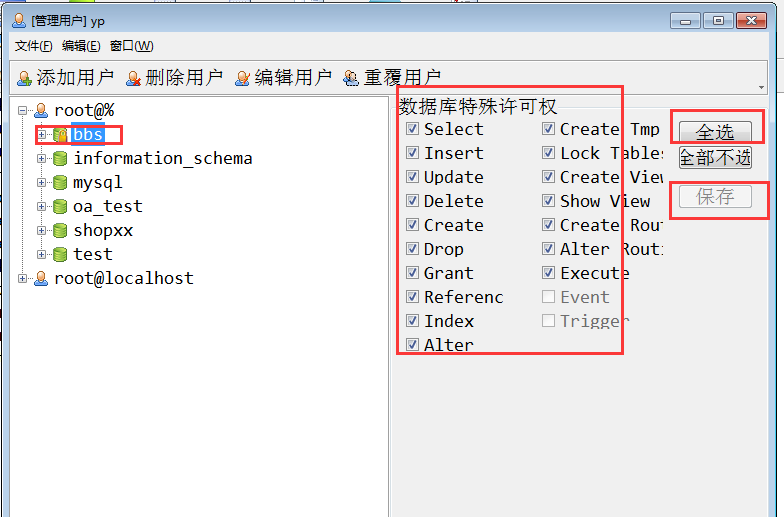 [管理用户] yp
文件(F) 编辑(E) 窗口(W)
添加用户 删除用户 编辑用户 重覆用户
root@%
bbs
information_schema
mysql
oa_test
shopxx
test
root@localhost
数据库特殊许可权
Select
Insert
Update
Delete
Create
Drop
Grant
Referenc
Index
Alter
Create Tmp
Lock Tables
Create View
Show View
Create Rou
Alter Routi
Execute
Event
Trigger
全选
全部不选
保存